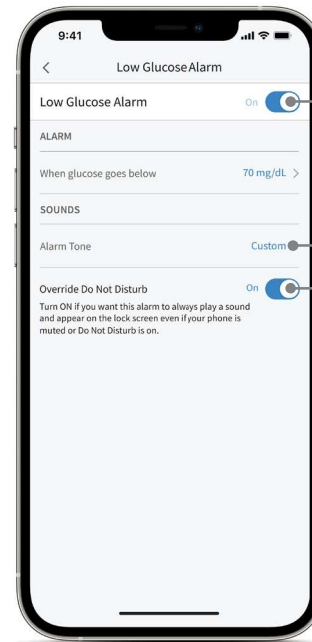 9:41
Low Glucose Alarm
Low Glucose Alarm On
ALARM
When glucose goes below 70 mg/dL
SOUNDS
Alarm Tone Custom
Override Do Not Disturb On
Turn ON if you want this alarm to always play a sound
and appear on the lock screen even if your phone is
muted or Do Not Disturb is on.